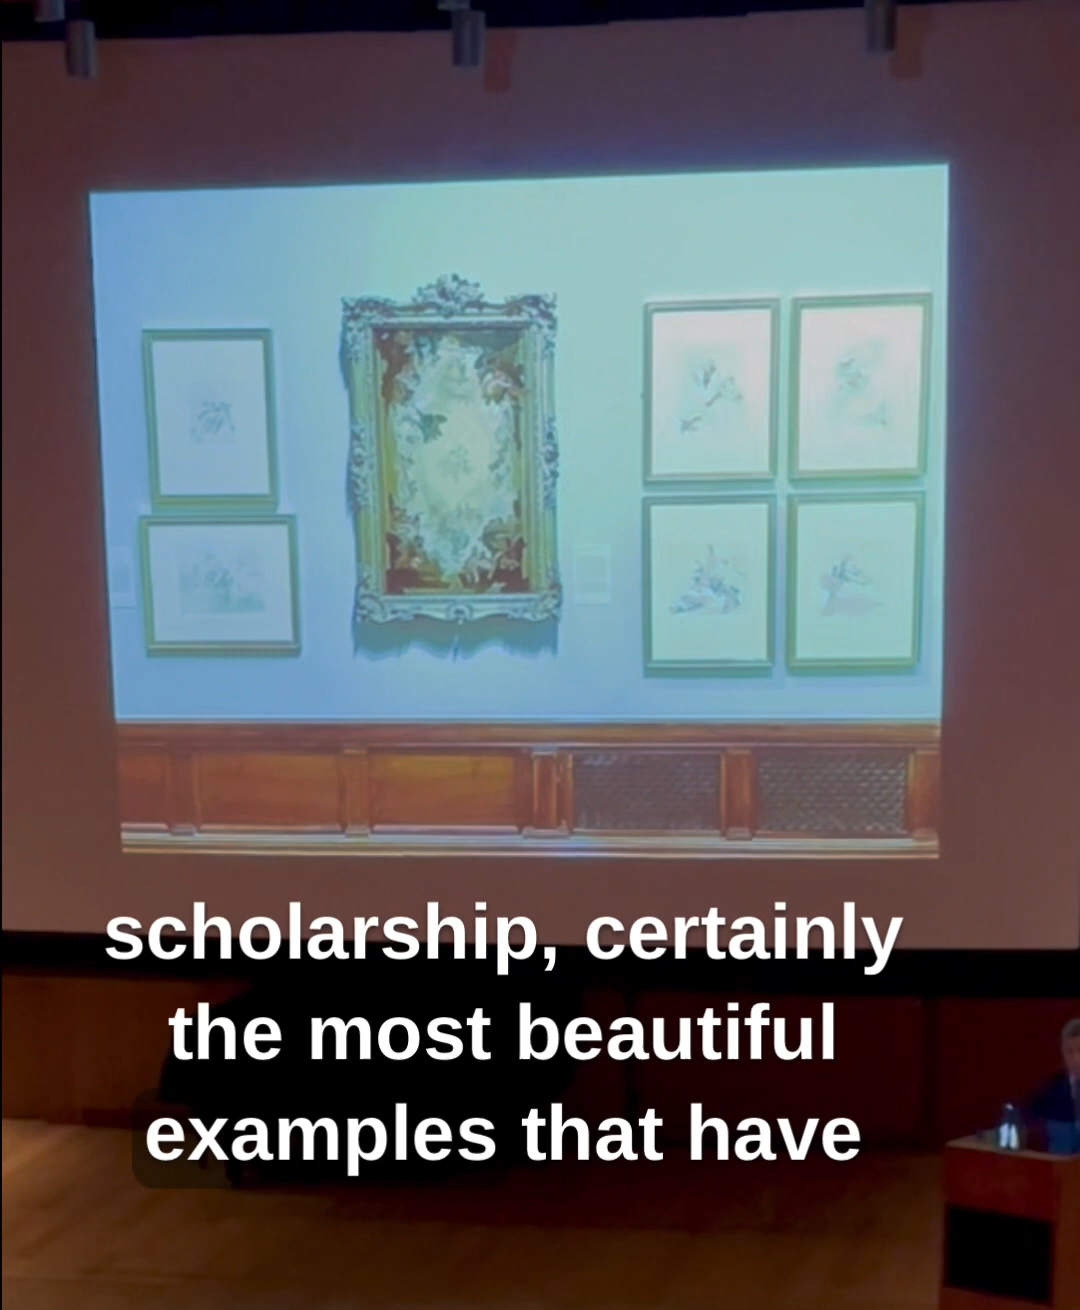 scholarship, certainly
the most beautiful
examples that have